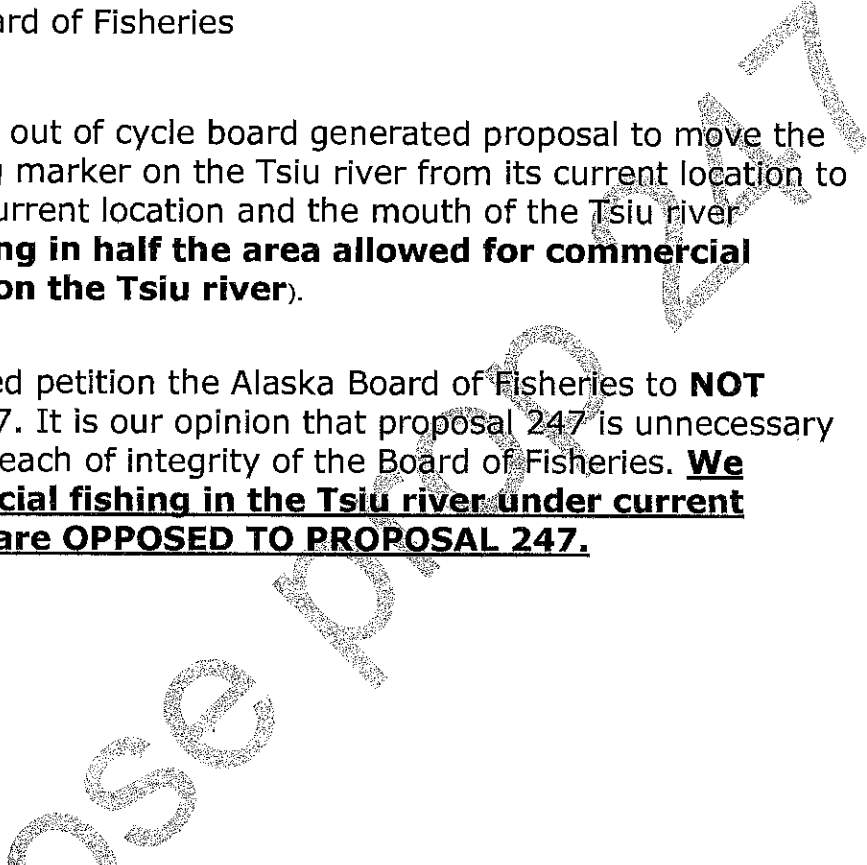 ard of Fisheries
out of cycle board generated proposal to move the
marker on the Tsiu river from its current location to
urrent location and the mouth of the Tsiu river
ng in half the area allowed for commercial
on the Tsiu river).
ed petition the Alaska Board of Fisheries to NOT
7. It is our opinion that proposal 247 is unnecessary
each of integrity of the Board of Fisheries. We
cial fishing in the Tsiu river under current
are OPPOSED TO PROPOSAL 247.
ose prop 247